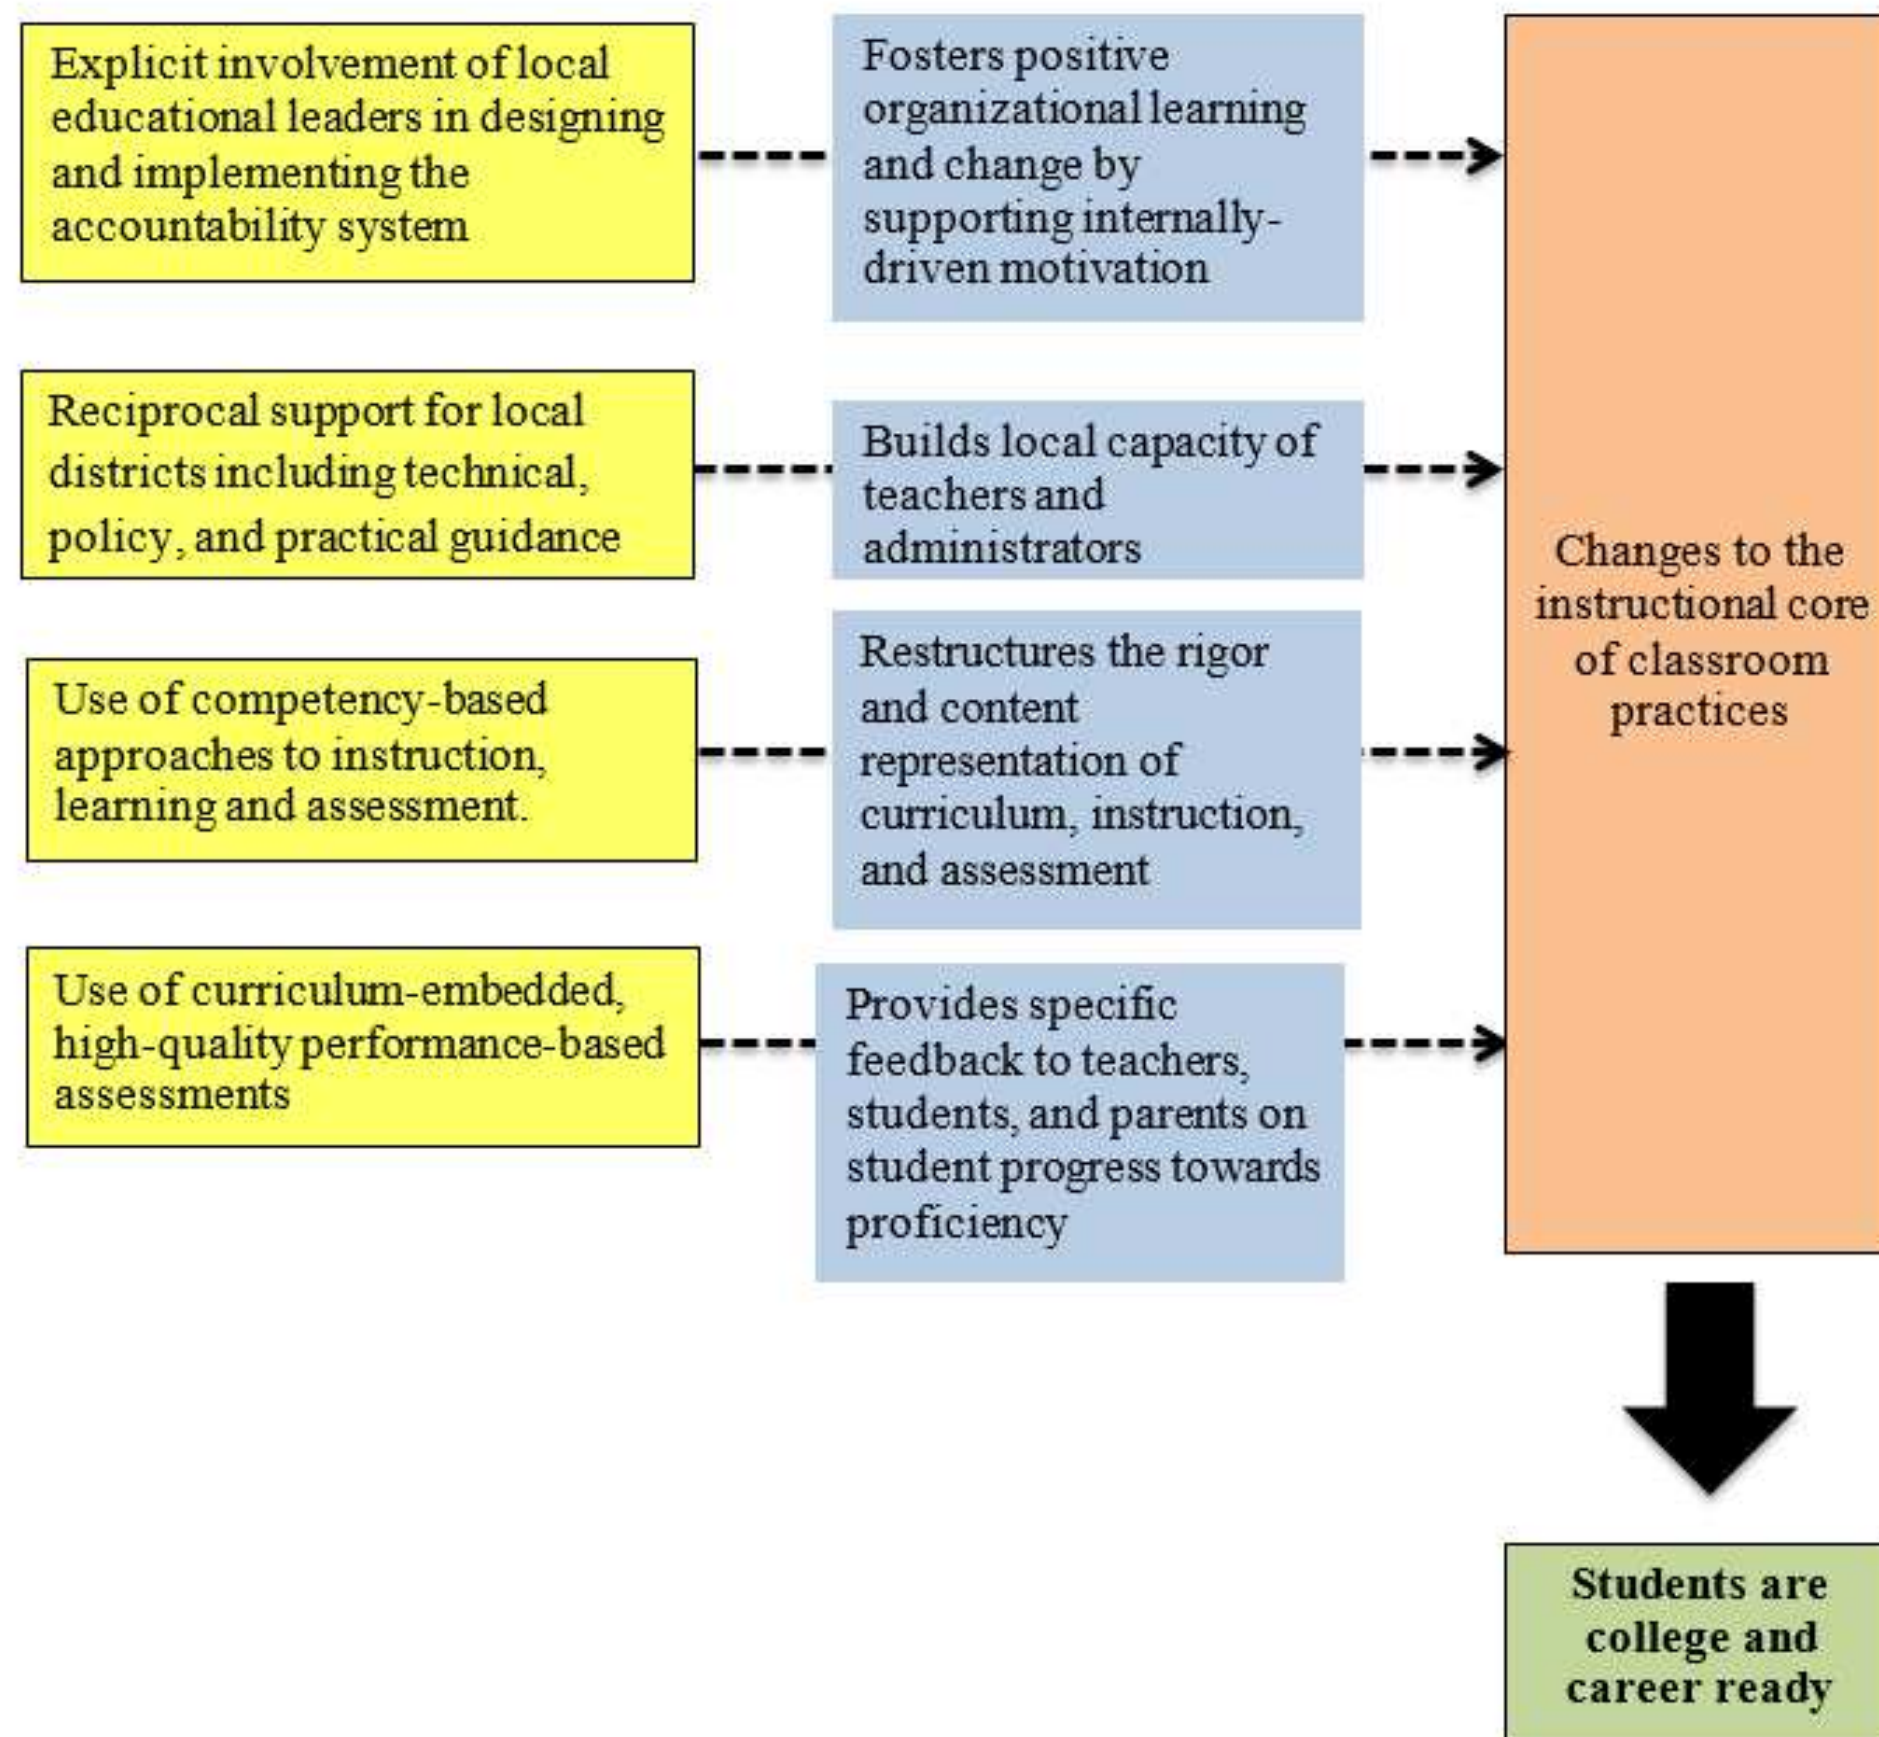 Explicit involvement of local
educational leaders in designing
and implementing the
accountability system
Fosters positive
organizational learning
and change by
supporting internally-
driven motivation
Reciprocal support for local
districts including technical,
policy, and practical guidance
Builds local capacity of
teachers and
administrators
Use of competency-based
approaches to instruction,
learning and assessment.
Restructures the rigor
and content
representation of
curriculum, instruction,
and assessment
Use of curriculum-embedded,
high-quality performance-based
assessments
Provides specific
feedback to teachers,
students, and parents on
student progress towards
proficiency
Changes to the
instructional core
of classroom
practices
Students are
college and
career ready